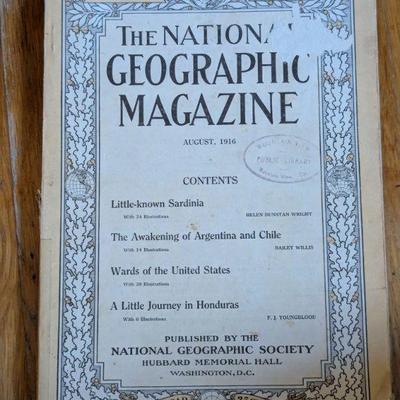 THE NATIONAL
GEOGRAPHIC
MAGAZINE
AUGUST, 1916
PUBLIC LIBRARY
CONTENTS
Little-known Sardinia
With 24 Illustrations HELEN DUNSTAN WRIGHT
The Awakening of Argentina and Chile
With 14 Illustrations BAILEY WILLIS
Wards of the United States
With 28 Illustrations
A Little Journey in Honduras
With 6 Illustrations F. J. YOUNGBLOOD
PUBLISHED BY THE
NATIONAL GEOGRAPHIC SOCIETY
HUBBARD MEMORIAL HALL
WASHINGTON, D.C.